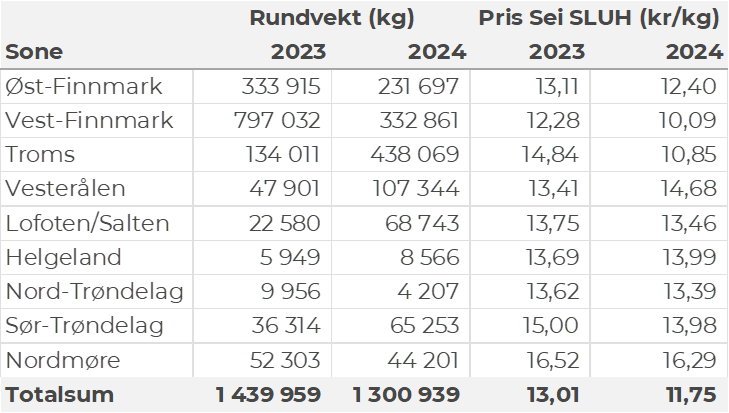 Rundvekt (kg) Pris Sei SLUH (kr/kg)
Sone 2023 2024 2023 2024
Øst-Finnmark 333 915 231 697 13,11 12,40
Vest-Finnmark 797 032 332 861 12,28 10,09
Troms 134 011 438 069 14,84 10,85
Vesterålen 47 901 107 344 13,41 14,68
Lofoten/Salten 22 580 68 743 13,75 13,46
Helgeland 5 949 8 566 13,69 13,99
Nord-Trøndelag 9 956 4 207 13,62 13,39
Sør-Trøndelag 36 314 65 253 15,00 13,98
Nordmøre 52 303 44 201 16,52 16,29
Totalsum 1 439 959 1 300 939 13,01 11,75